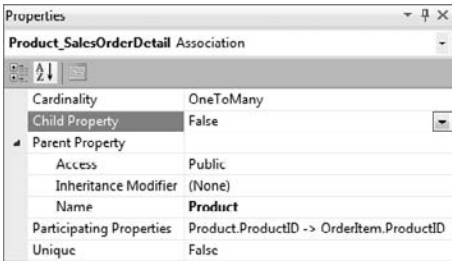 Properties
Product_SalesOrderDetail Association
Cardinality OneToMany
Child Property False
Parent Property
Access Public
Inheritance Modifier (None)
Name Product
Participating Properties Product.ProductID -> OrderItem.ProductID
Unique False